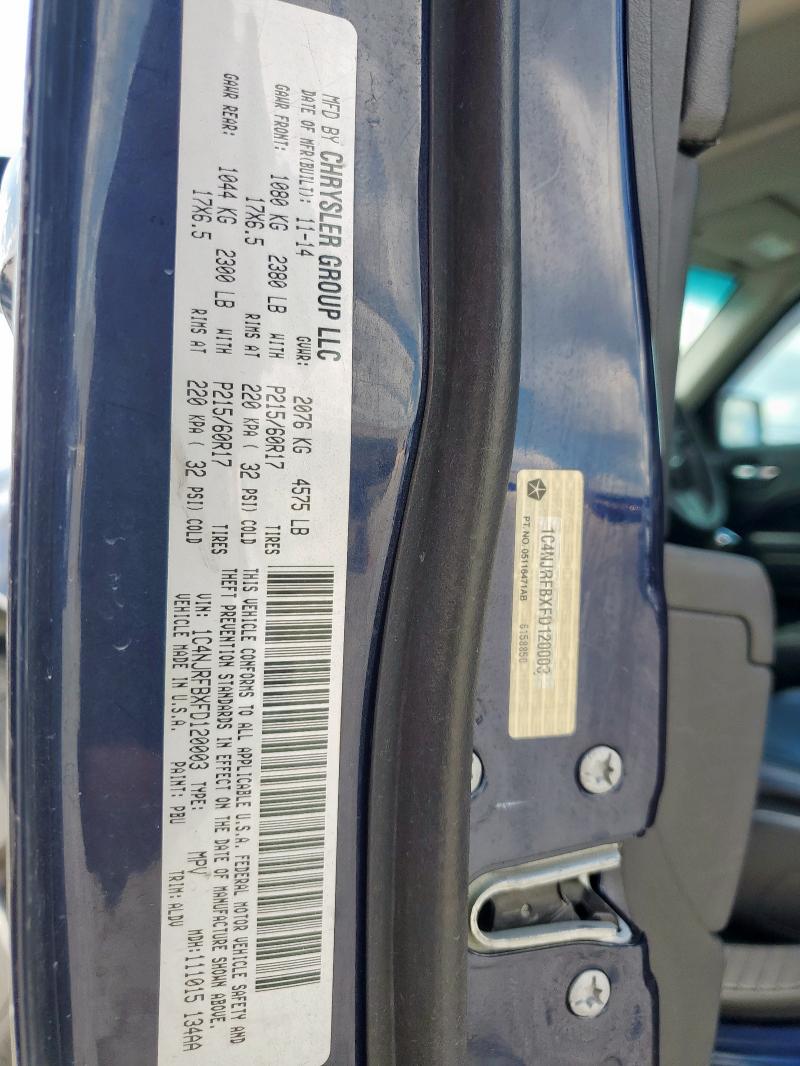 MFD BY CHRYSLER GROUP LLC
DATE OF MFR(BUILT): 11-14 GVWR: 2076 KG 4575 LB
GAWR FRONT: 1080 KG 2380 LB WITH P215/60R17 TIRES
17X6.5 RIMS AT 220 KPA( 32 PSI) COLD
GAWR REAR: 1044 KG 2300 LB WITH P215/60R17 TIRES
17X6.5 RIMS AT 220 KPA( 32 PSI) COLD
THIS VEHICLE CONFORMS TO ALL APPLICABLE U.S.A. FEDERAL MOTOR VEHICLE SAFETY AND
THEFT PREVENTION STANDARDS IN EFFECT ON THE DATE OF MANUFACTURE SHOWN ABOVE.
VIN: 1C4NJRFBXFD120003 TYPE: MPV MDH:111015 134AA
VEHICLE MADE IN U.S.A. PAINT: PBU TRIM:ALDV
1C4NJRFBXFD120003
PT. NO. 05116471AB 6158850